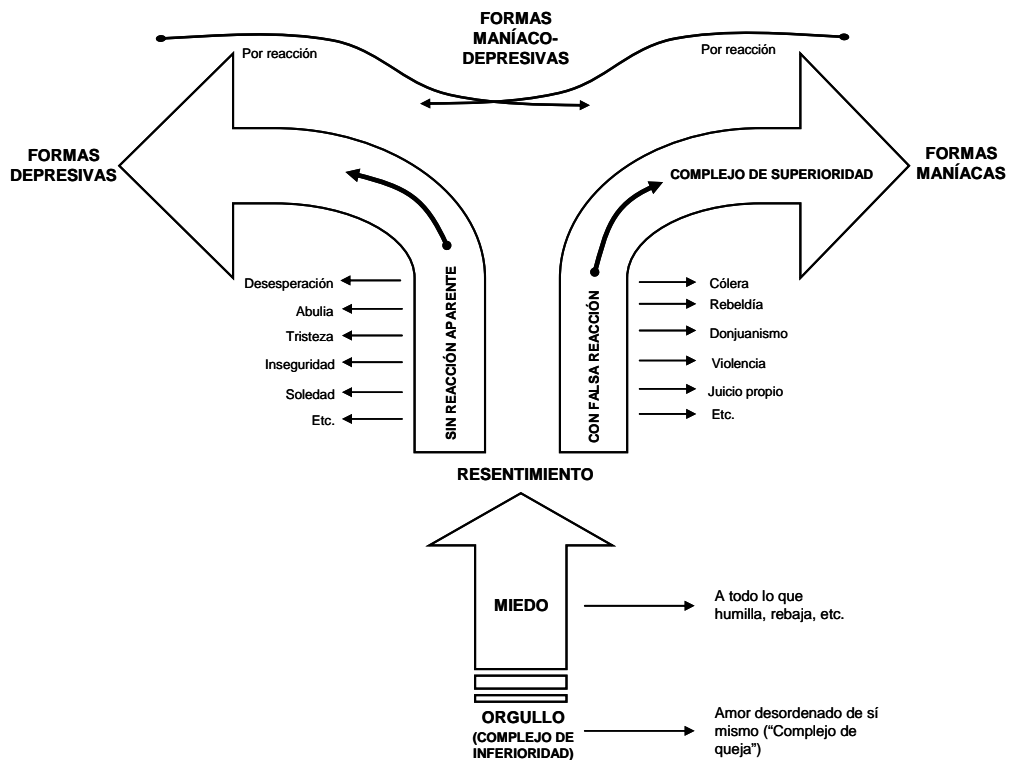 FORMAS
MANÍACO-
DEPRESIVAS
Por reacción
Por reacción
FORMAS
DEPRESIVAS
COMPLEJO DE SUPERIORIDAD
FORMAS
MANÍACAS
SIN REACCIÓN APARENTE
Desesperación
Abulia
Tristeza
Inseguridad
Soledad
Etc.
CON FALSA REACCIÓN
Cólera
Rebeldía
Donjuanismo
Violencia
Juicio propio
Etc.
RESENTIMIENTO
MIEDO
A todo lo que
humilla, rebaja, etc.
ORGULLO
(COMPLEJO DE
INFERIORIDAD)
Amor desordenado de sí
mismo (“Complejo de
queja”)